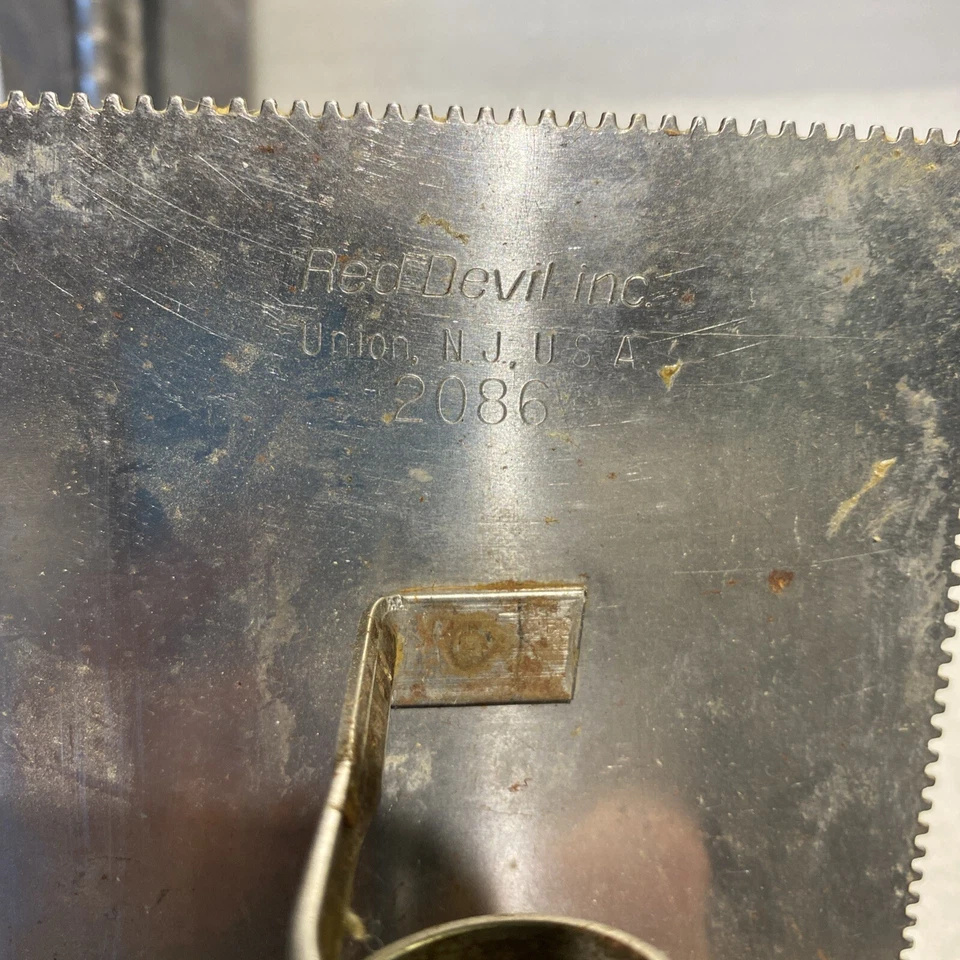 Red Devil inc.
Union, N.J., U S A
2086